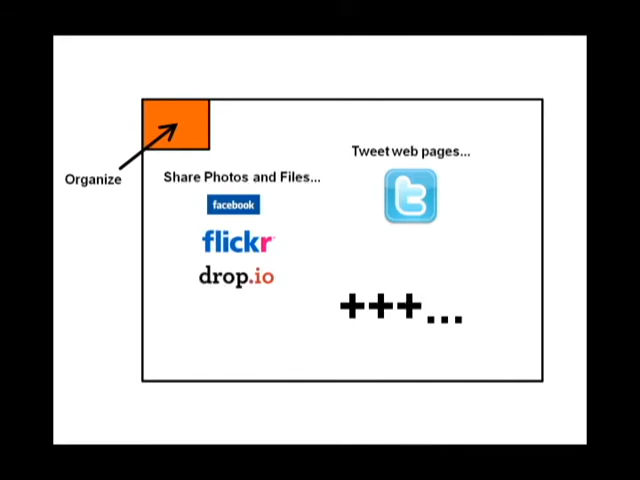 Tweet web pages...
Organize
Share Photos and Files...
facebook
flickr
drop.io
t
+++...